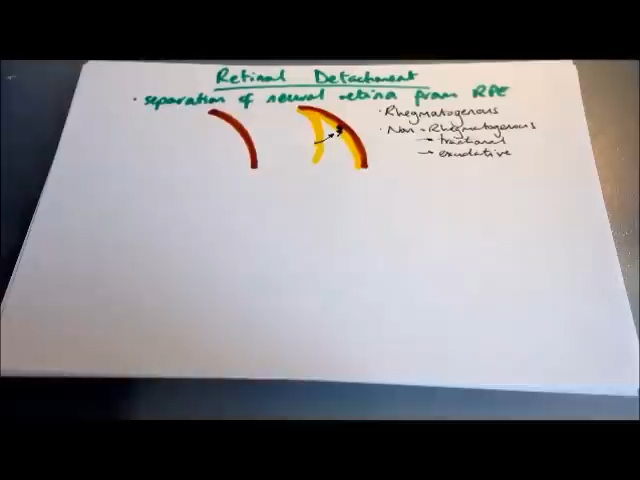 Retinal Detachment
· separation of neural retina from RPE
· Rhegmatogenous
· Non-Rhegmatogenous
→ tractional
→ exudative